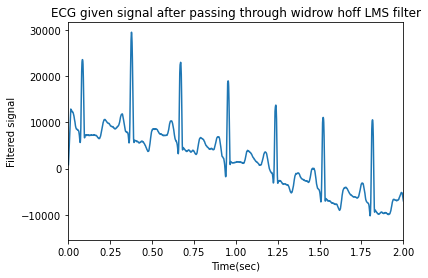 ECG given signal after passing through widrow hoff LMS filter
30000
20000
10000
0
−10000
Filtered signal
0.00 0.25 0.50 0.75 1.00 1.25 1.50 1.75 2.00
Time(sec)